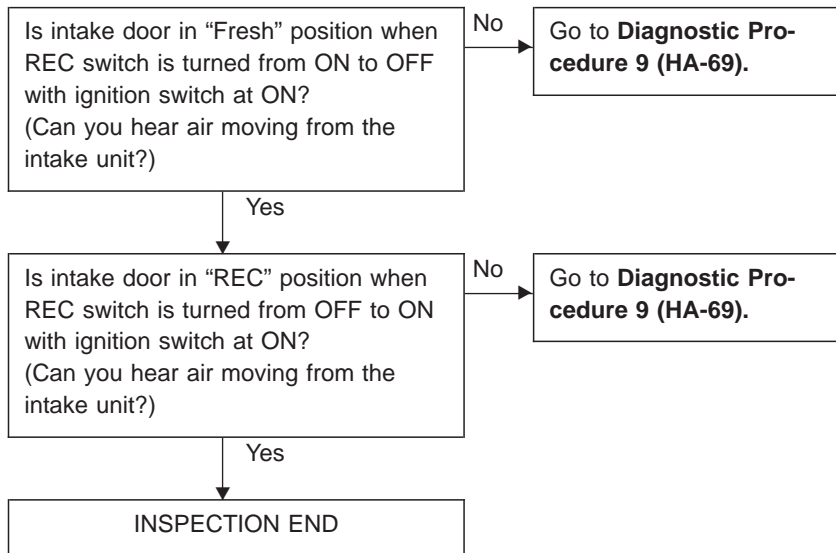 Is intake door in “Fresh” position when
REC switch is turned from ON to OFF
with ignition switch at ON?
(Can you hear air moving from the
intake unit?)
No
Go to Diagnostic Pro-
cedure 9 (HA-69).
Yes
Is intake door in “REC” position when
REC switch is turned from OFF to ON
with ignition switch at ON?
(Can you hear air moving from the
intake unit?)
No
Go to Diagnostic Pro-
cedure 9 (HA-69).
Yes
INSPECTION END